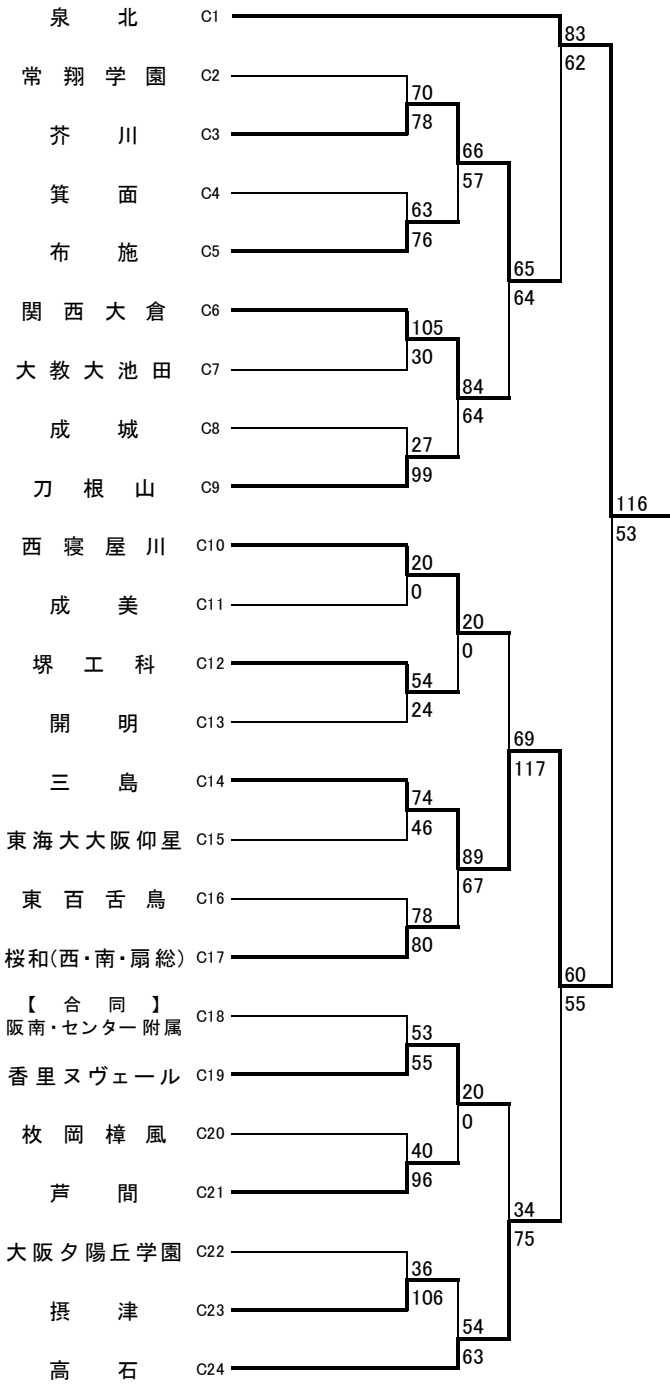 泉北 C1
83
62
常翔学園 C2
70
78
芥川 C3
66
57
箕面 C4
63
76
布施 C5
65
64
関西大倉 C6
105
30
大教大池田 C7
84
64
成城 C8
27
99
刀根山 C9
116
53
西寝屋川 C10
20
0
成美 C11
20
0
堺工科 C12
54
24
開明 C13
69
117
三島 C14
74
46
東海大大阪仰星 C15
89
67
東百舌鳥 C16
78
80
桜和(西・南・扇総) C17
60
55
【合同】
阪南・センター附属 C18
53
55
香里ヌヴェール C19
20
0
枚岡樟風 C20
40
96
芦間 C21
34
75
大阪夕陽丘学園 C22
36
106
摂津 C23
54
63
高石 C24